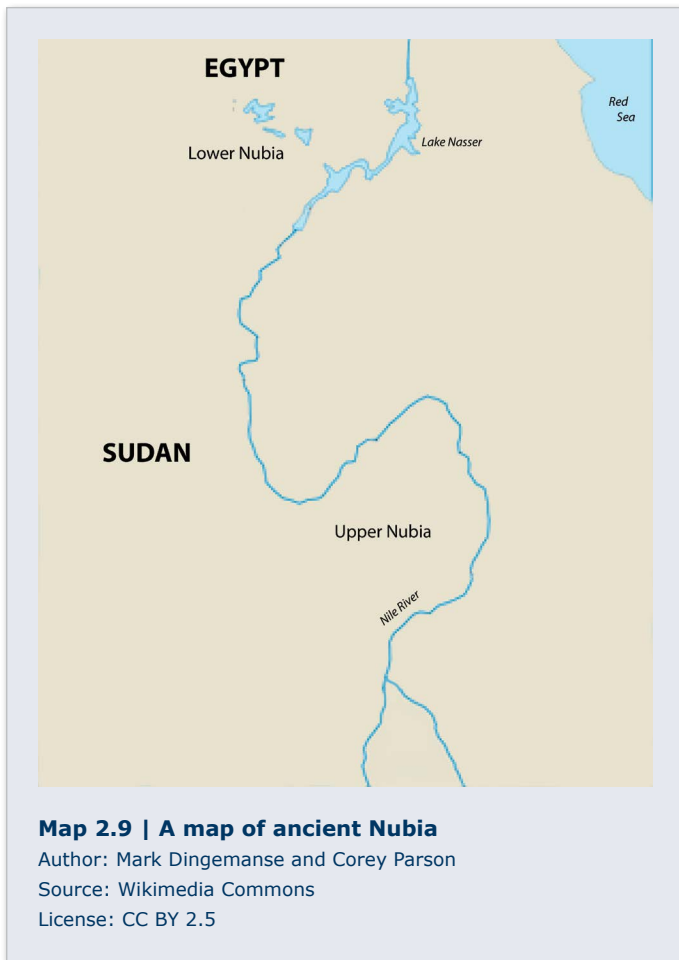 EGYPT
Red
Sea
Lake Nasser
Lower Nubia
SUDAN
Upper Nubia
Nile River
Map 2.9 | A map of ancient Nubia
Author: Mark Dingemanse and Corey Parson
Source: Wikimedia Commons
License: CC BY 2.5